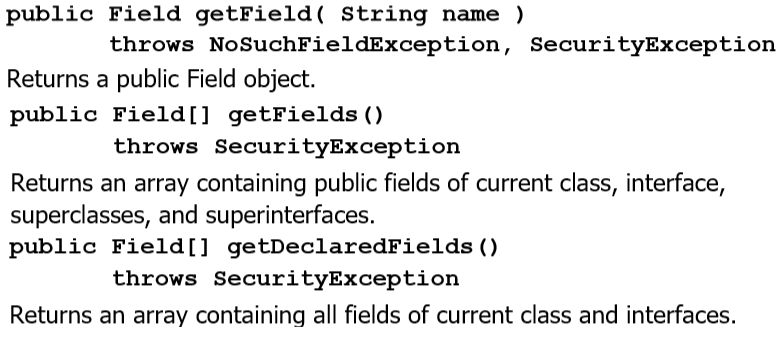 public Field getField( String name )
throws NoSuchFieldException, SecurityException
Returns a public Field object.
public Field[] getFields()
throws SecurityException
Returns an array containing public fields of current class, interface,
superclasses, and superinterfaces.
public Field[] getDeclaredFields()
throws SecurityException
Returns an array containing all fields of current class and interfaces.